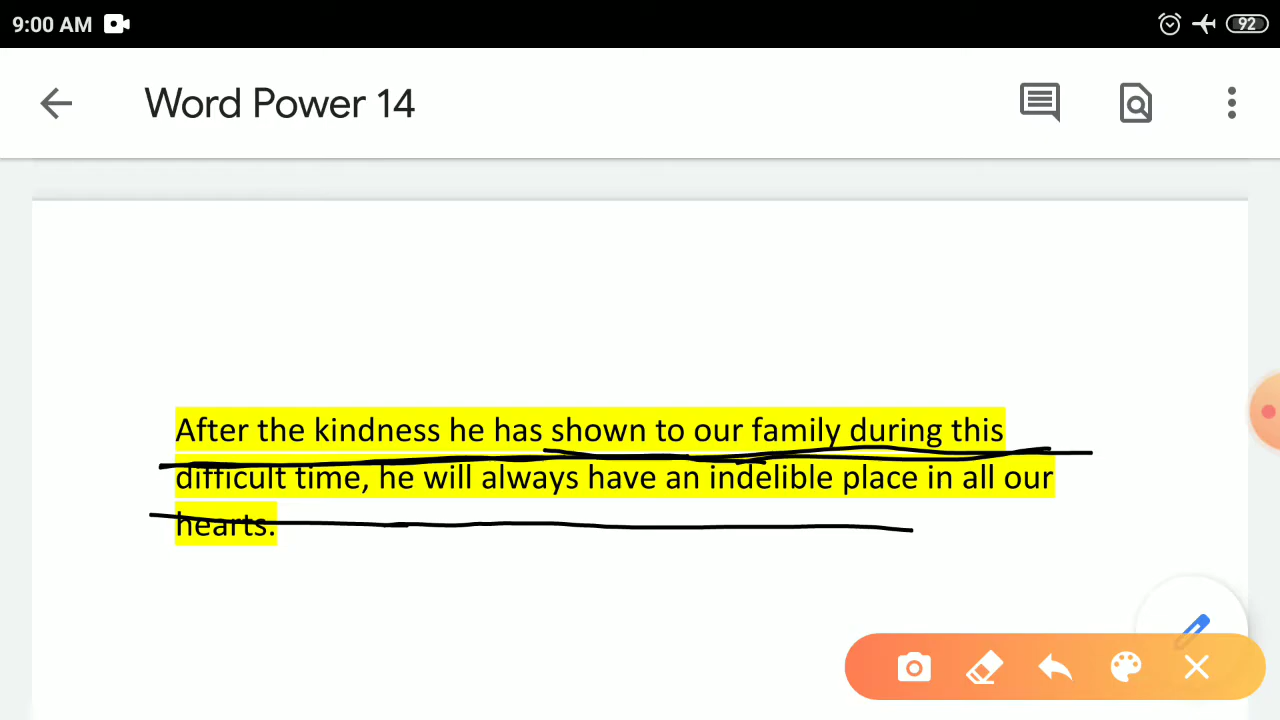 9:00 AM 92
Word Power 14
After the kindness he has shown to our family during this
difficult time, he will always have an indelible place in all our
hearts.